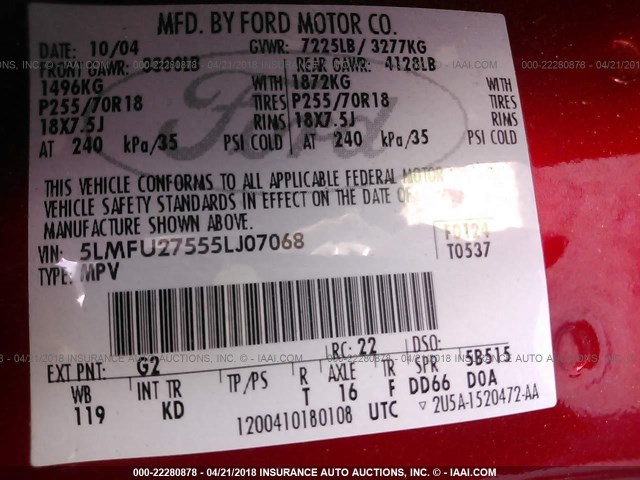 MFD. BY FORD MOTOR CO.
DATE: 10/04 GVWR: 7225LB / 3277KG
FRONT GAWR: REAR GAWR: 4128LB
1496KG WITH 1872KG WITH
P255/70R18 TIRES P255/70R18 TIRES
18X7.5J RIMS 18X7.5J RIMS
AT 240 kPa/35 PSI COLD AT 240 kPa/35 PSI COLD
Ford
THIS VEHICLE CONFORMS TO ALL APPLICABLE FEDERAL MOTOR
VEHICLE SAFETY STANDARDS IN EFFECT ON THE DATE OF
MANUFACTURE SHOWN ABOVE.
VIN: 5LMFU27555LJ07068 F0124
TYPE: MPV T0537
EXT PNT: G2 RC: 22 DSO:
WB INT TR TP/PS R AXLE TR SPR 5B515
119 KD T 16 F DD66 D0A
1200410180108 UTC ▽ 2U5A-1520472-AA
000-22280878 - 04/21/2018 INSURANCE AUTO AUCTIONS, INC. - ©IAAI.COM